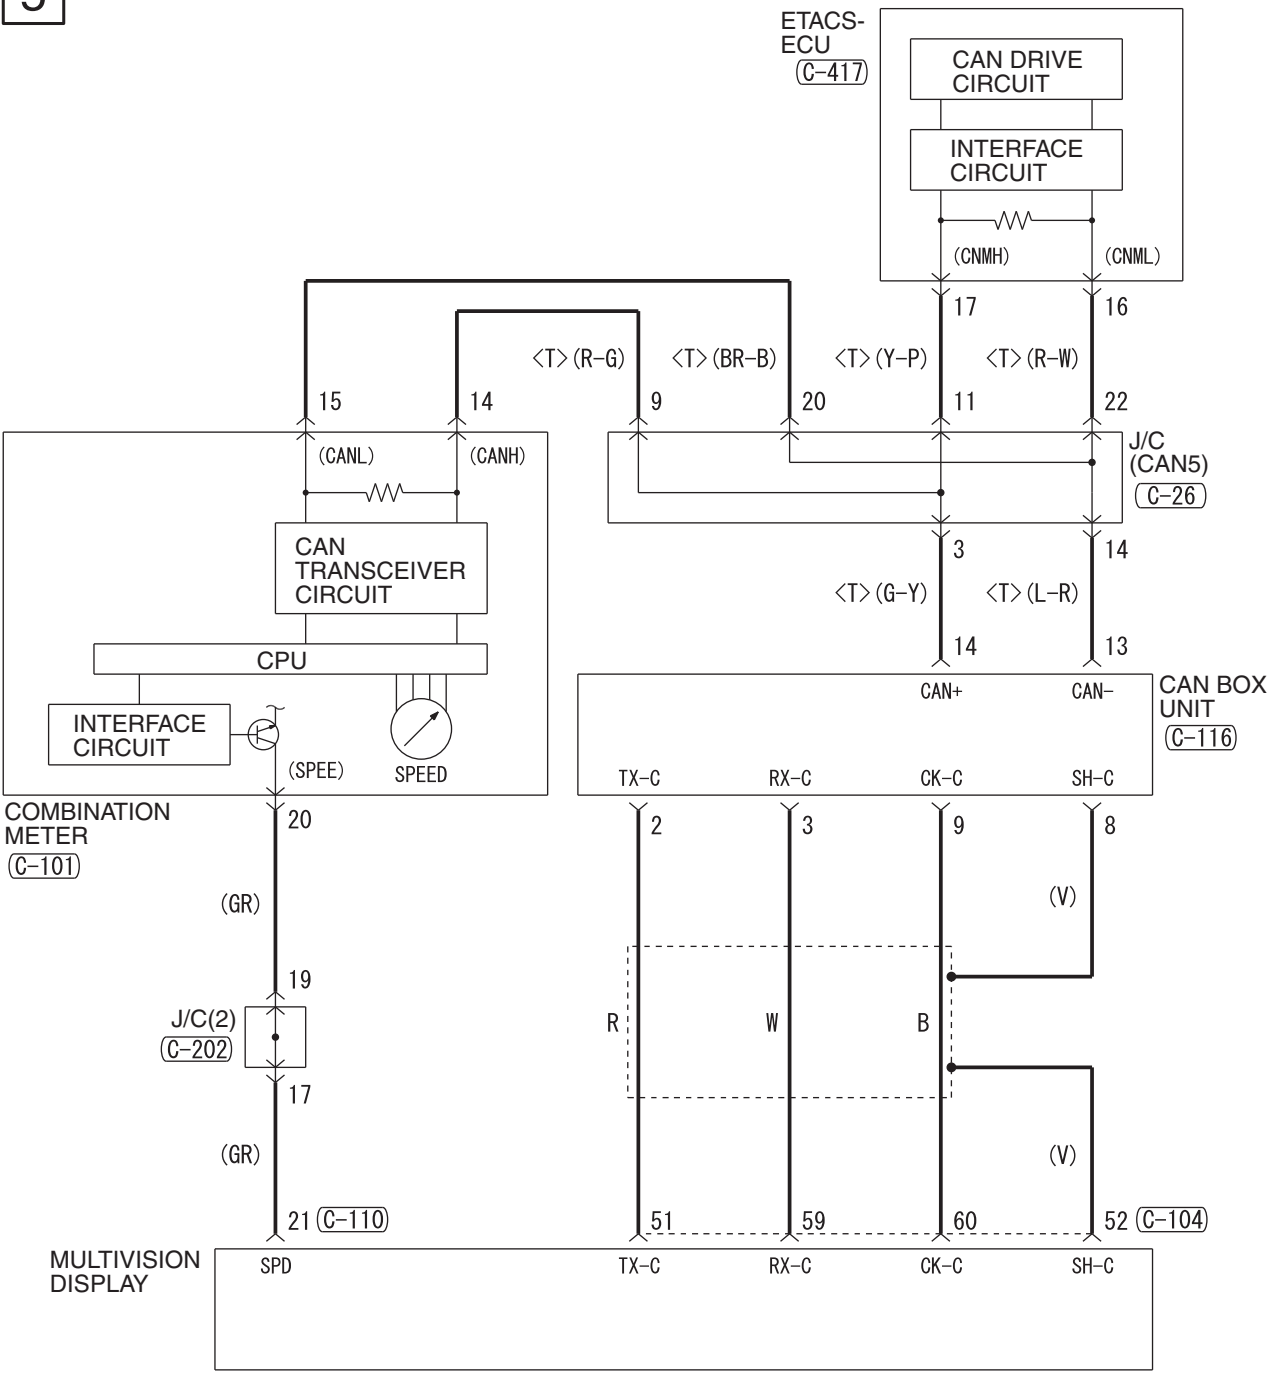 ETACS-
ECU
C-417
CAN DRIVE
CIRCUIT
INTERFACE
CIRCUIT
(CNMH)
(CNML)
17
16
<T>(R-G)
<T>(BR-B)
<T>(Y-P)
<T>(R-W)
15
14
9
20
11
22
(CANL)
(CANH)
J/C
(CAN5)
C-26
CAN
TRANSCEIVER
CIRCUIT
3
14
<T>(G-Y)
<T>(L-R)
14
13
CPU
CAN+
CAN-
CAN BOX
UNIT
C-116
INTERFACE
CIRCUIT
(SPEE)
SPEED
TX-C
RX-C
CK-C
SH-C
COMBINATION
METER
C-101
20
2
3
9
8
(GR)
(V)
19
J/C(2)
C-202
R
W
B
17
(GR)
(V)
21
C-110
51
59
60
52
C-104
MULTIVISION
DISPLAY
SPD
TX-C
RX-C
CK-C
SH-C